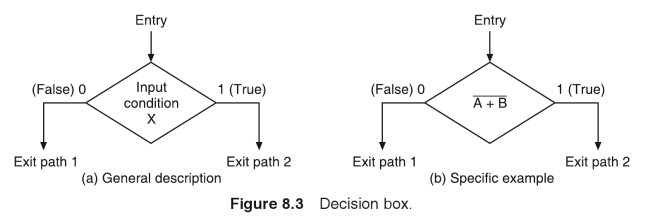 Entry
(False) 0
Input
condition
X
1 (True)
Exit path 1
Exit path 2
(a) General description
Entry
(False) 0
A + B
1 (True)
Exit path 1
Exit path 2
(b) Specific example
Figure 8.3 Decision box.